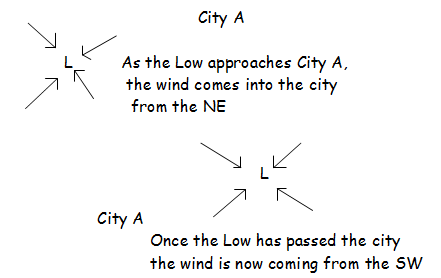 City A
L
As the Low approaches City A,
the wind comes into the city
from the NE
L
City A
Once the Low has passed the city
the wind is now coming from the SW